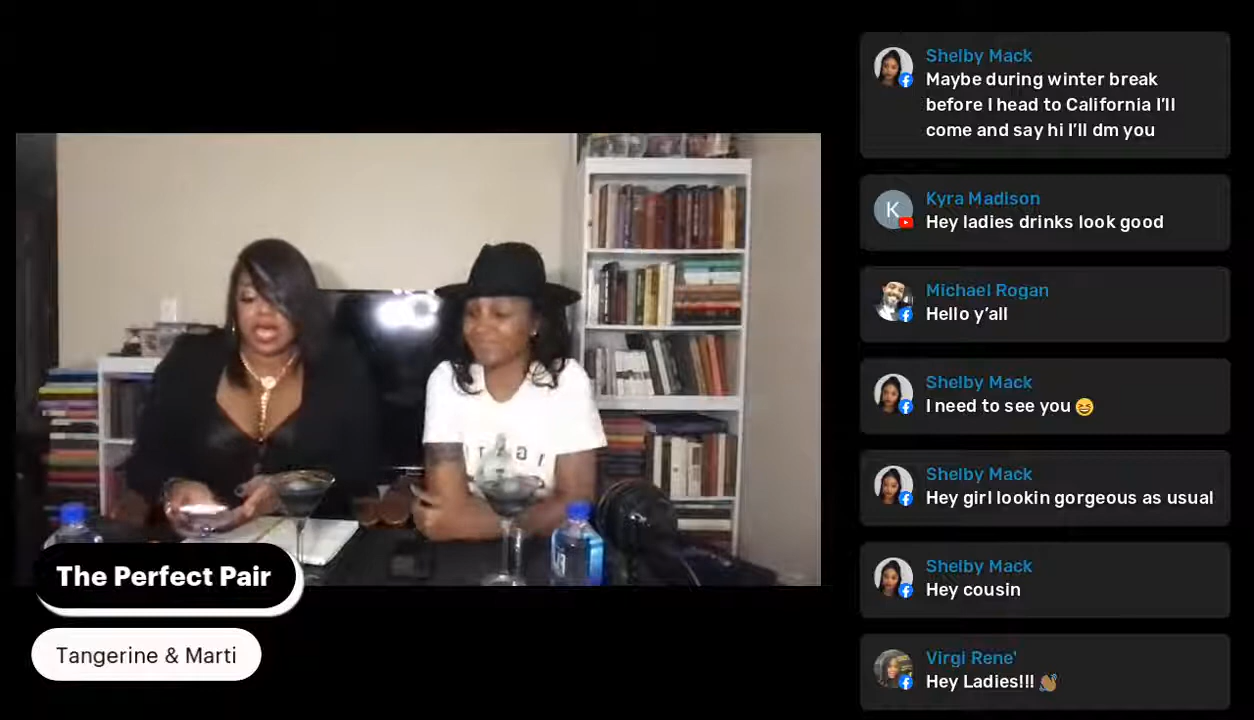 Shelby Mack
Maybe during winter break
before I head to California I'll
come and say hi I'll dm you
K
Kyra Madison
Hey ladies drinks look good
Michael Rogan
Hello y'all
Shelby Mack
I need to see you 😆
Shelby Mack
Hey girl lookin gorgeous as usual
Shelby Mack
Hey cousin
Virgi Rene'
Hey Ladies!!! 👋🏾
The Perfect Pair
Tangerine & Marti